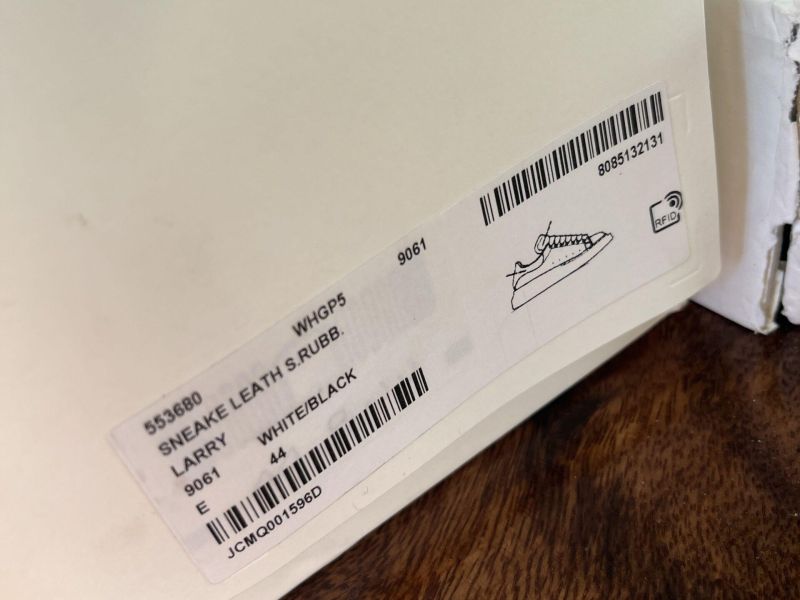 553680 WHGP5 9061
SNEAKE LEATH S.RUBB.
LARRY WHITE/BLACK
9061 44
E
JCMQ001596D
8085132131
RFID